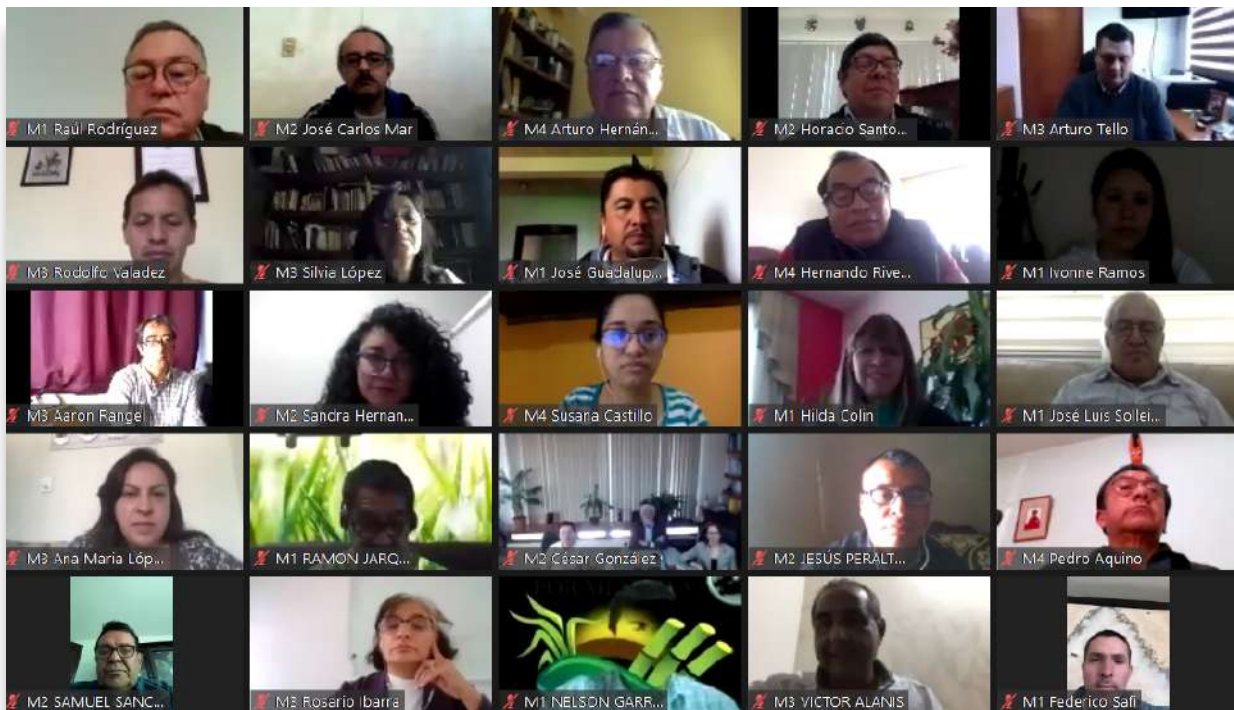 M1 Raúl Rodríguez
M2 José Carlos Mar
M4 Arturo Hernán...
M2 Horacio Santo...
M3 Arturo Tello
M3 Rodolfo Valadez
M3 Silvia López
M1 José Guadalup...
M4 Hernando Rive...
M1 Ivonne Ramos
M3 Aaron Rangel
M2 Sandra Hernan...
M4 Susana Castillo
M1 Hilda Colin
M1 José Luis Sollei...
M3 Ana Maria Lóp...
M1 RAMON JARQ...
M2 César González
M2 JESÚS PERALT...
M4 Pedro Aquino
M2 SAMUEL SANC...
M3 Rosario Ibarra
M1 NELSON GARR...
M3 VICTOR ALANIS
M1 Federico Safi